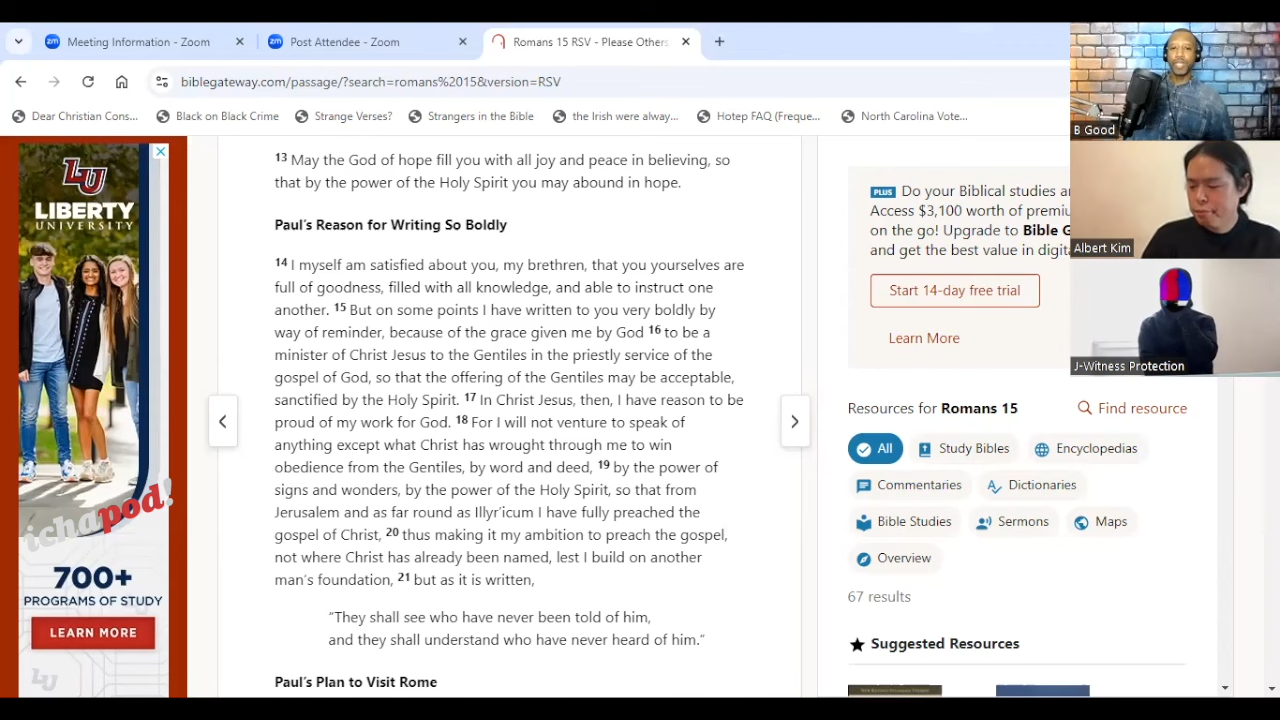 Meeting Information - Zoom
Post Attendee - Zoom
Romans 15 RSV - Please Others
biblegateway.com/passage/?search=romans%2015&version=RSV
Dear Christian Cons...
Black on Black Crime
Strange Verses?
Strangers in the Bible
the Irish were alway...
Hotep FAQ (Freque...
North Carolina Vote...
B Good
Albert Kim
J-Witness Protection
LU
LIBERTY
UNIVERSITY
ichapod!
700+
PROGRAMS OF STUDY
LEARN MORE
13 May the God of hope fill you with all joy and peace in believing, so
that by the power of the Holy Spirit you may abound in hope.
Paul's Reason for Writing So Boldly
14 I myself am satisfied about you, my brethren, that you yourselves are
full of goodness, filled with all knowledge, and able to instruct one
another. 15 But on some points I have written to you very boldly by
way of reminder, because of the grace given me by God 16 to be a
minister of Christ Jesus to the Gentiles in the priestly service of the
gospel of God, so that the offering of the Gentiles may be acceptable,
sanctified by the Holy Spirit. 17 In Christ Jesus, then, I have reason to be
proud of my work for God. 18 For I will not venture to speak of
anything except what Christ has wrought through me to win
obedience from the Gentiles, by word and deed, 19 by the power of
signs and wonders, by the power of the Holy Spirit, so that from
Jerusalem and as far round as Illyr′icum I have fully preached the
gospel of Christ, 20 thus making it my ambition to preach the gospel,
not where Christ has already been named, lest I build on another
man's foundation, 21 but as it is written,
“They shall see who have never been told of him,
and they shall understand who have never heard of him.”
Paul's Plan to Visit Rome
PLUS Do your Biblical studies a
Access $3,100 worth of premi
on the go! Upgrade to Bible G
and get the best value in digit
Start 14-day free trial
Learn More
Resources for Romans 15
Find resource
All
Study Bibles
Encyclopedias
Commentaries
Dictionaries
Bible Studies
Sermons
Maps
Overview
67 results
Suggested Resources